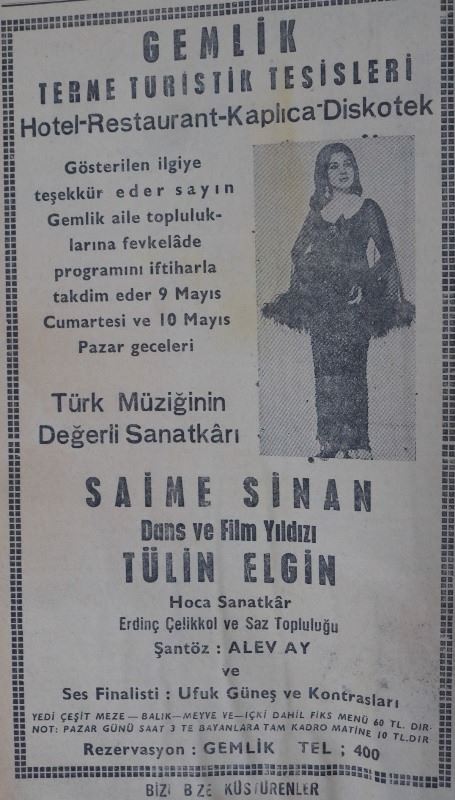 GEMLİK
TERME TURİSTİK TESİSLERİ
Hotel-Restaurant-Kaplıca-Diskotek
Gösterilen ilgiye
teşekkür eder sayın
Gemlik aile topluluk-
larına fevkelâde
programını iftiharla
takdim eder 9 Mayıs
Cumartesi ve 10 Mayıs
Pazar geceleri
Türk Müziğinin
Değerli Sanatkârı
SAİME SİNAN
Dans ve Film Yıldızı
TÜLİN ELGİN
Hoca Sanatkâr
Erdinç Çelikkol ve Saz Topluluğu
Şantöz : ALEV AY
ve
Ses Finalisti : Ufuk Güneş ve Kontrasları
YEDİ ÇEŞİT MEZE — BALIK—MEYVE VE—İÇKİ DAHİL FİKS MENÜ 60 TL. DIR.
NOT: PAZAR GÜNÜ SAAT 3 TE BAYANLARA TAM KADRO MATİNE 10 TL.DIR
Rezervasyon : GEMLİK TEL ; 400
BİZİ BİZE KÜSTÜRENLER